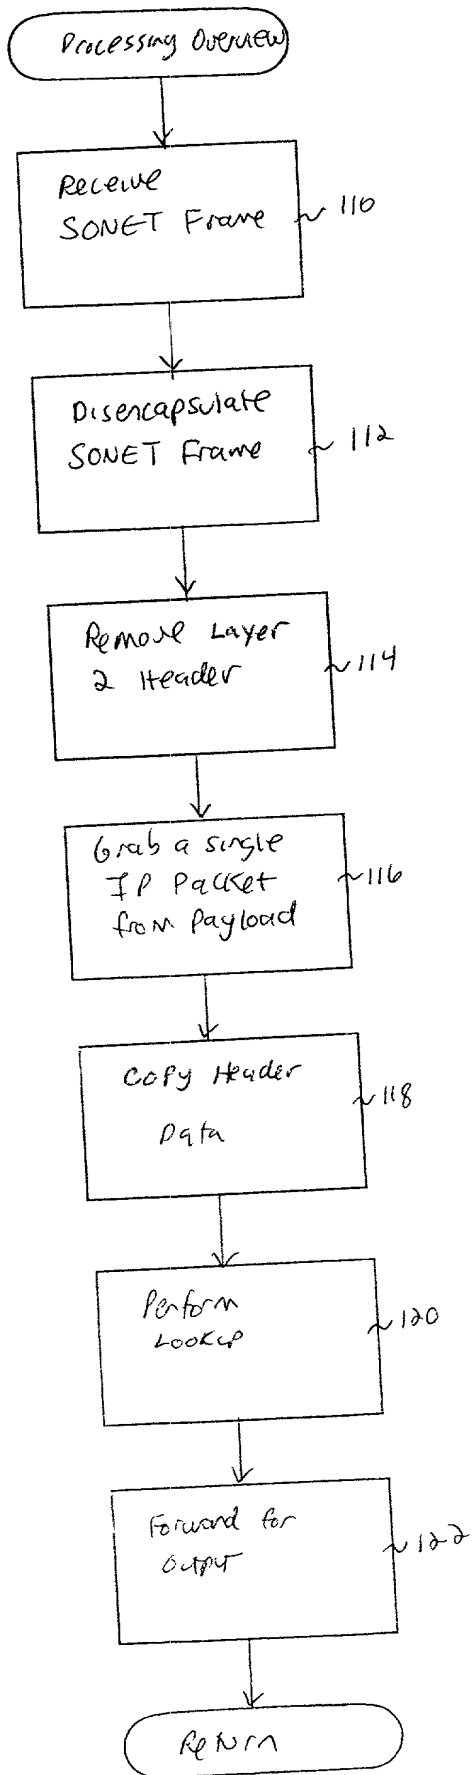 Processing Overview
Receive
SONET Frame
110
Disencapsulate
SONET Frame
112
Remove Layer
2 Header
114
Grab a single
IP Packet
from Payload
116
Copy Header
Data
118
Perform
Lookup
120
Forward for
Output
122
Return